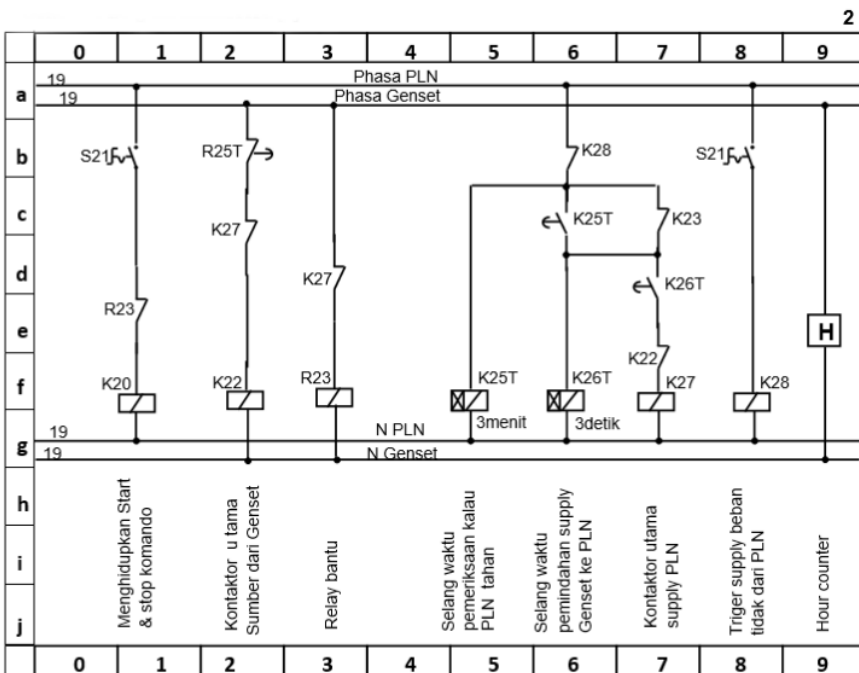 2
0 1 2 3 4 5 6 7 8 9
a
b
c
d
e
f
g
h
i
j
19 Phasa PLN
19 Phasa Genset
S21 R25T K28 S21
K27 K25T K23
K27 K26T
R23 H
K22
K20 K22 R23 K25T K26T K27 K28
3menit 3detik
19 N PLN
19 N Genset
Menghidupkan Start
& stop komando
Kontaktor u tama
Sumber dari Genset
Relay bantu
Selang waktu
pemeriksaan kalau
PLN tahan
Selang waktu
pemindahan supply
Genset ke PLN
Kontaktor utama
supply PLN
Triger supply beban
tidak dari PLN
Hour counter
0 1 2 3 4 5 6 7 8 9